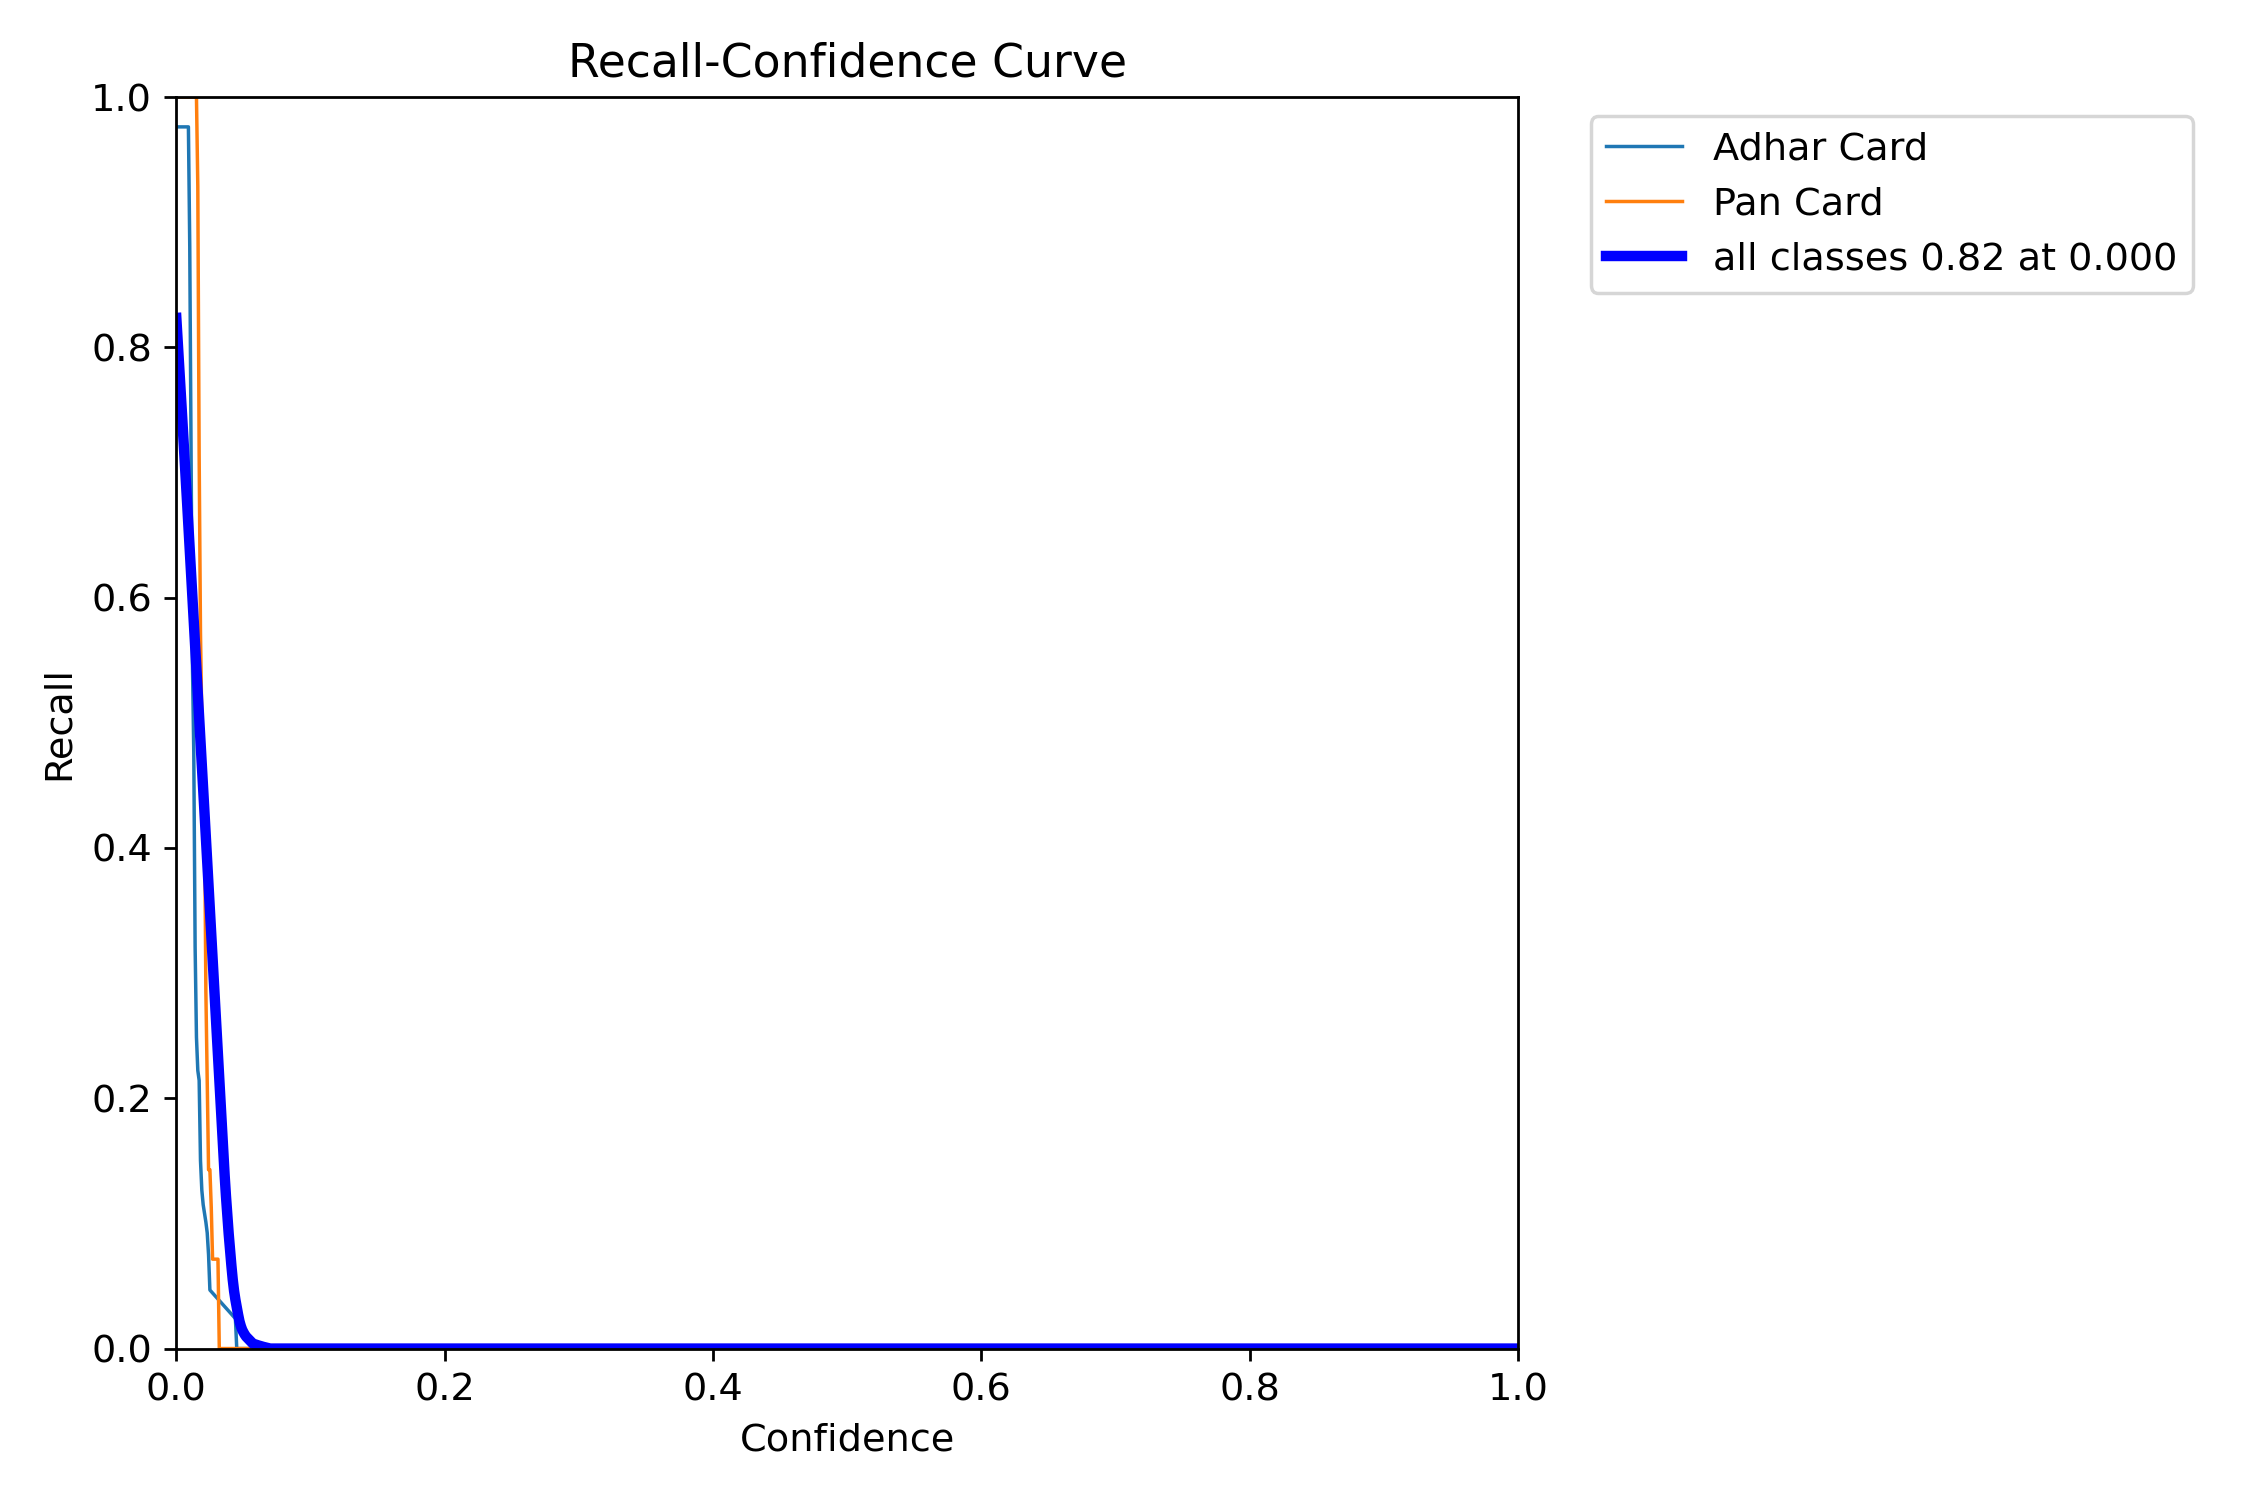 Recall-Confidence Curve
Adhar Card
Pan Card
all classes 0.82 at 0.000
1.0
0.8
0.6
0.4
0.2
0.0
Recall
0.0 0.2 0.4 0.6 0.8 1.0
Confidence